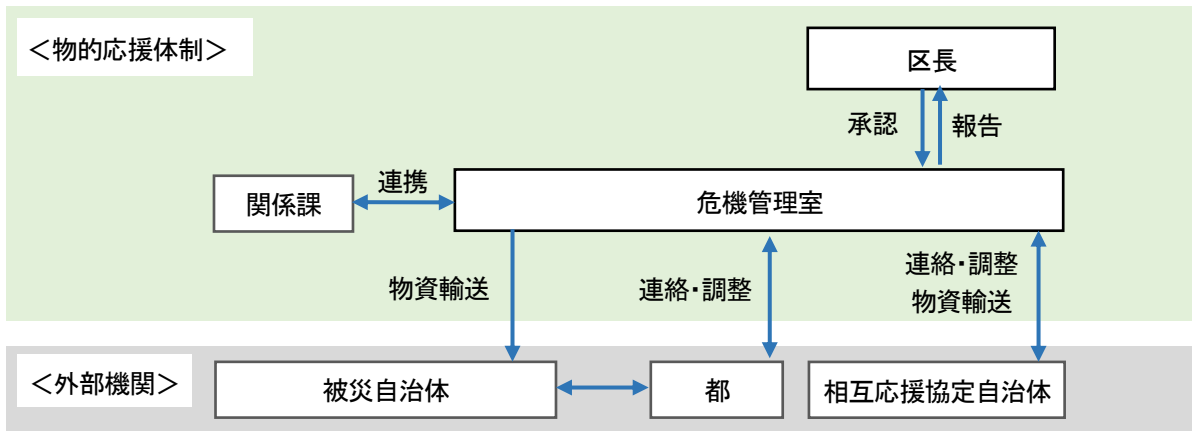 ＜物的応援体制＞
区長
承認
報告
連携
関係課
危機管理室
物資輸送
連絡・調整
連絡・調整
物資輸送
＜外部機関＞
被災自治体
都
相互応援協定自治体